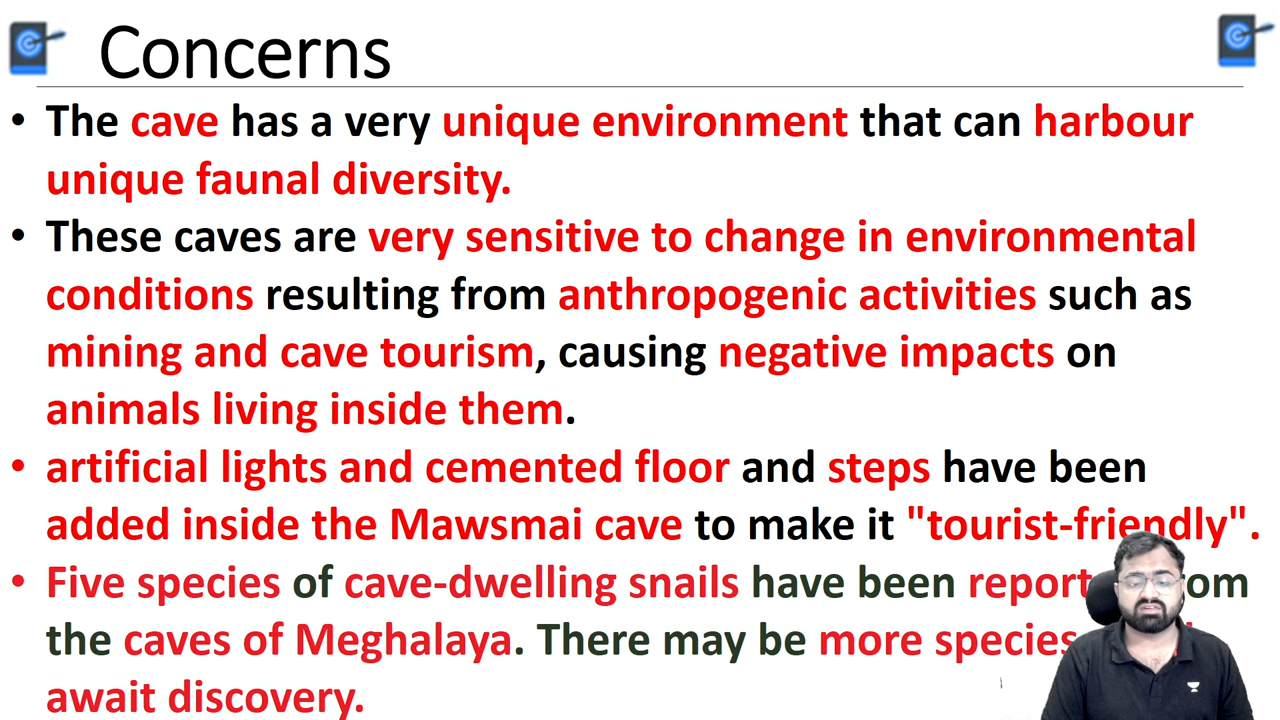 Concerns
• The cave has a very unique environment that can harbour
unique faunal diversity.
• These caves are very sensitive to change in environmental
conditions resulting from anthropogenic activities such as
mining and cave tourism, causing negative impacts on
animals living inside them.
• artificial lights and cemented floor and steps have been
added inside the Mawsmai cave to make it "tourist-friendly".
• Five species of cave-dwelling snails have been
the caves of Meghalaya. There may be more species
await discovery.